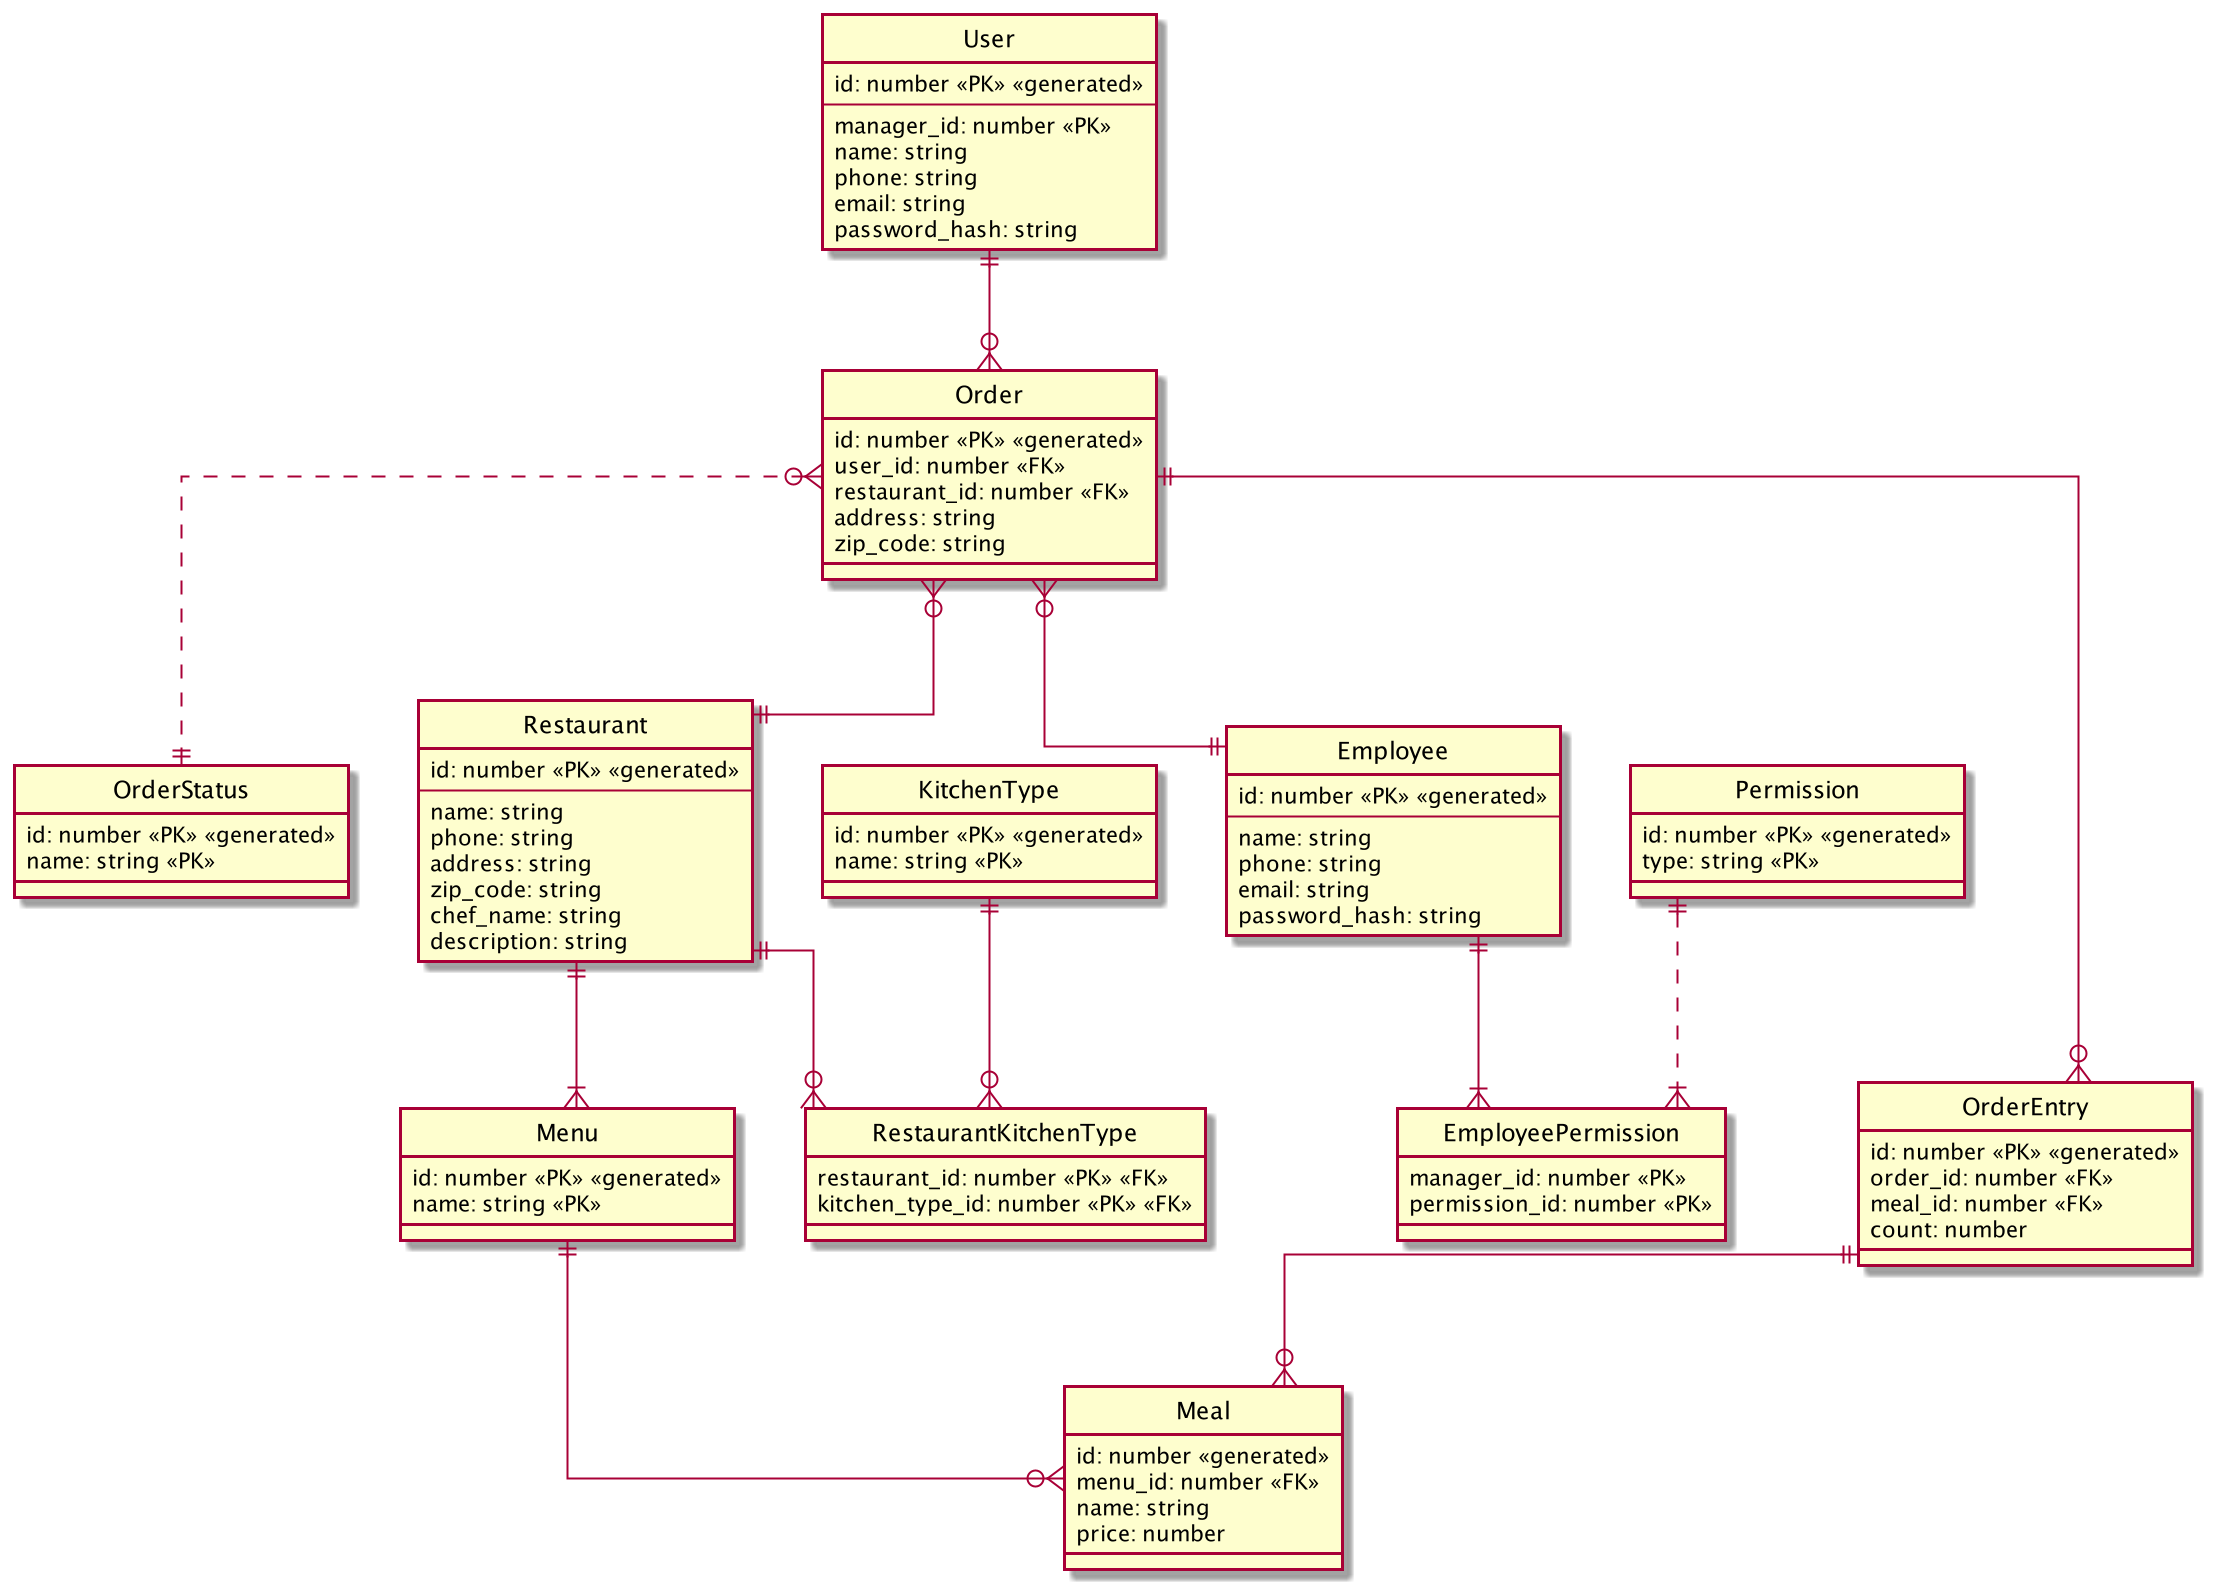 User
id: number «PK» «generated»
manager_id: number «PK»
name: string
phone: string
email: string
password_hash: string
Order
id: number «PK» «generated»
user_id: number «FK»
restaurant_id: number «FK»
address: string
zip_code: string
OrderStatus
id: number «PK» «generated»
name: string «PK»
Restaurant
id: number «PK» «generated»
name: string
phone: string
address: string
zip_code: string
chef_name: string
description: string
KitchenType
id: number «PK» «generated»
name: string «PK»
Employee
id: number «PK» «generated»
name: string
phone: string
email: string
password_hash: string
Permission
id: number «PK» «generated»
type: string «PK»
Menu
id: number «PK» «generated»
name: string «PK»
RestaurantKitchenType
restaurant_id: number «PK» «FK»
kitchen_type_id: number «PK» «FK»
EmployeePermission
manager_id: number «PK»
permission_id: number «PK»
OrderEntry
id: number «PK» «generated»
order_id: number «FK»
meal_id: number «FK»
count: number
Meal
id: number «generated»
menu_id: number «FK»
name: string
price: number